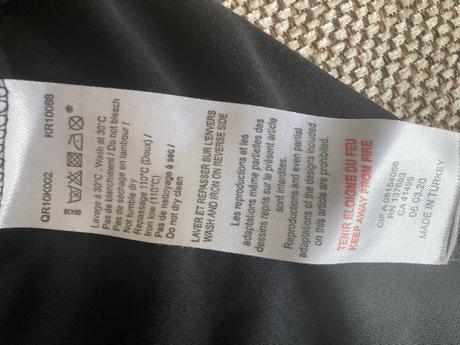 QR10K002 KR10068
Lavage à 30°C / Wash at 30°C
Pas de blanchiment / Do not bleach
Pas de séchage en tambour /
Do not tumble dry
Repassage 110°C (Doux) /
Iron low (110°C)
Pas de nettoyage à sec /
Do not dry clean.
LAVER ET REPASSER SUR L'ENVERS
WASH AND IRON ON REVERSE SIDE
Les reproductions et les
adaptations même partielles des
dessins repris sur le présent article
sont interdites.
Reproductions and even partial
adaptations of the designs included
on this article are prohibited.
TENIR ELOIGNE DU FEU
KEEP AWAY FROM FIRE
RN 137693
06.03.20
MADE IN TURKEY